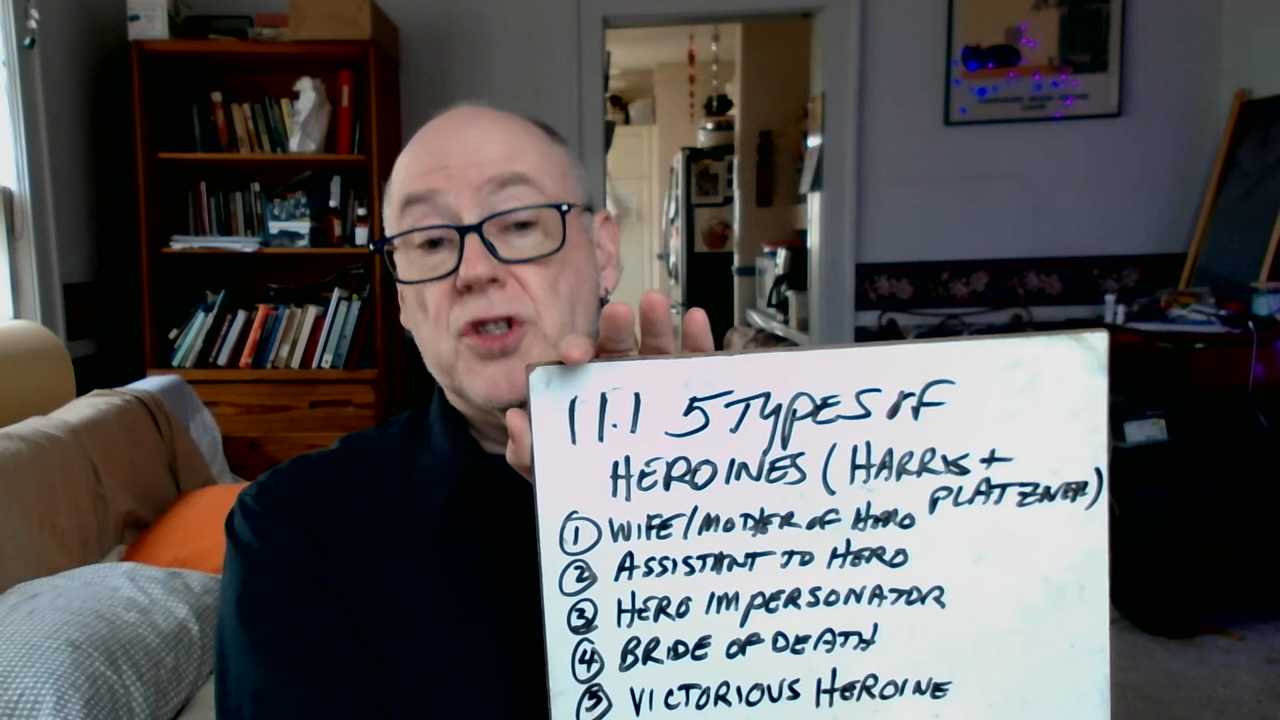 11.1 5 TYPES OF
HEROINES (HARRIS +
PLATZNER)
① WIFE/MOTHER OF HERO
② ASSISTANT TO HERO
③ HERO IMPERSONATOR
④ BRIDE OF DEATH
⑤ VICTORIOUS HEROINE